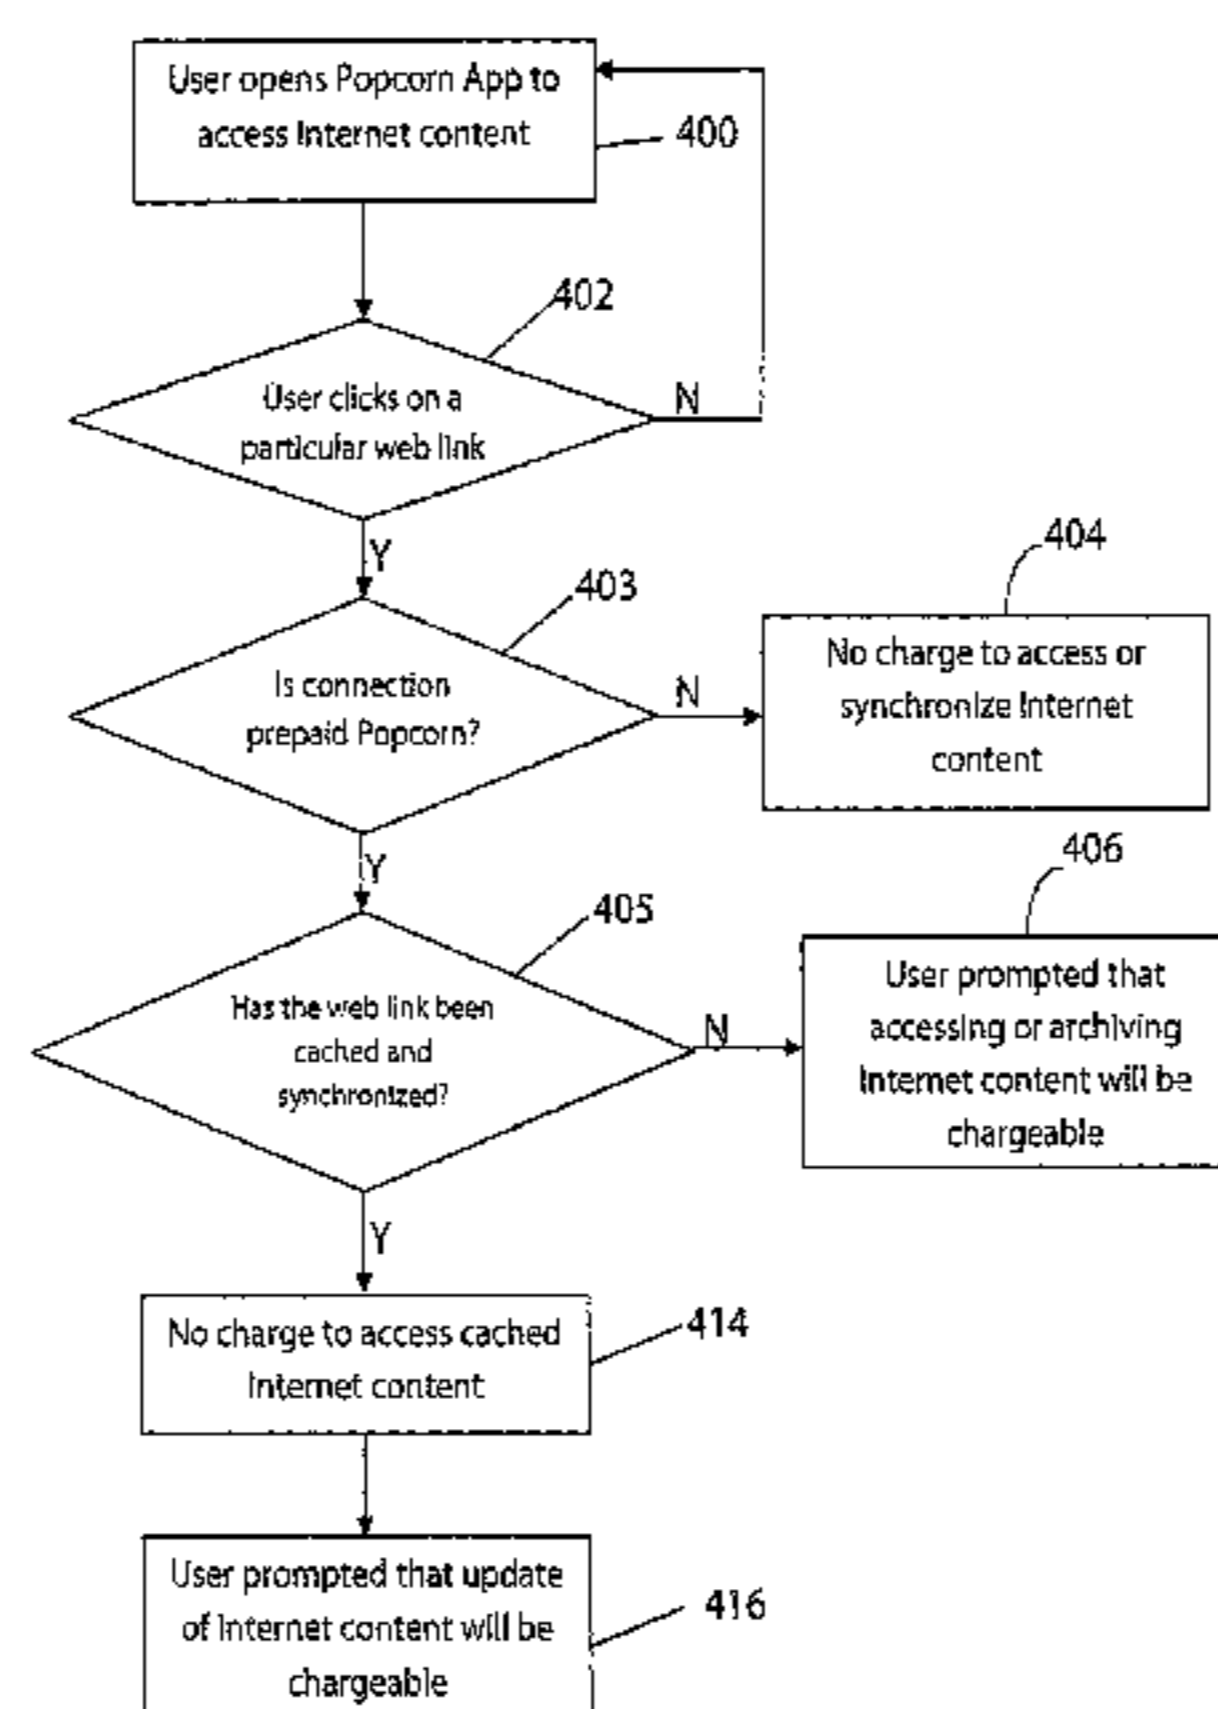 User opens Popcorn App to
access Internet content
400
402
User clicks on a
particular web link
N
Y
403
404
Is connection
prepaid Popcorn?
N
No charge to access or
synchronize Internet
content
Y
405
406
Has the web link been
cached and
synchronized?
N
User prompted that
accessing or archiving
Internet content will be
chargeable
Y
No charge to access cached
Internet content
414
User prompted that update
of Internet content will be
chargeable
416